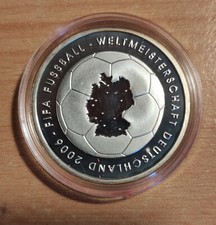 FIFA FUSSBALL - WELTMEISTERSCHAFT DEUTSCHLAND 2006